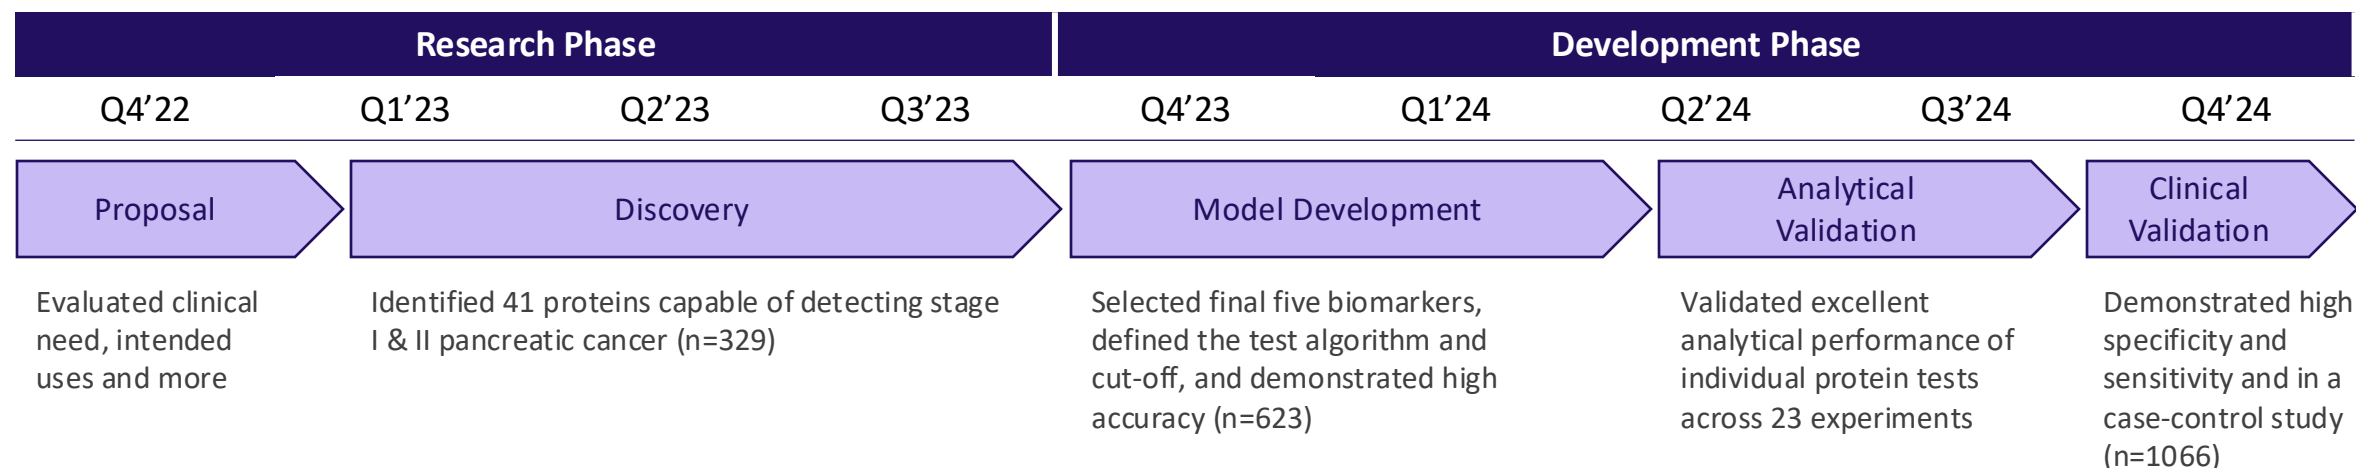 Research Phase
Development Phase
Q4’22
Q1’23
Q2’23
Q3’23
Q4’23
Q1’24
Q2’24
Q3’24
Q4’24
Proposal
Discovery
Model Development
Analytical
Validation
Clinical
Validation
Evaluated clinical
need, intended
uses and more
Identified 41 proteins capable of detecting stage
I & II pancreatic cancer (n=329)
Selected final five biomarkers,
defined the test algorithm and
cut-off, and demonstrated high
accuracy (n=623)
Validated excellent
analytical performance of
individual protein tests
across 23 experiments
Demonstrated high
specificity and
sensitivity and in a
case-control study
(n=1066)